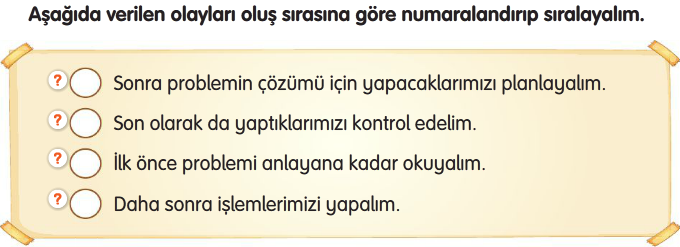 Aşağıda verilen olayları oluş sırasına göre numaralandırıp sıralayalım.
? Sonra problemin çözümü için yapacaklarımızı planlayalım.
? Son olarak da yaptıklarımızı kontrol edelim.
? İlk önce problemi anlayana kadar okuyalım.
? Daha sonra işlemlerimizi yapalım.